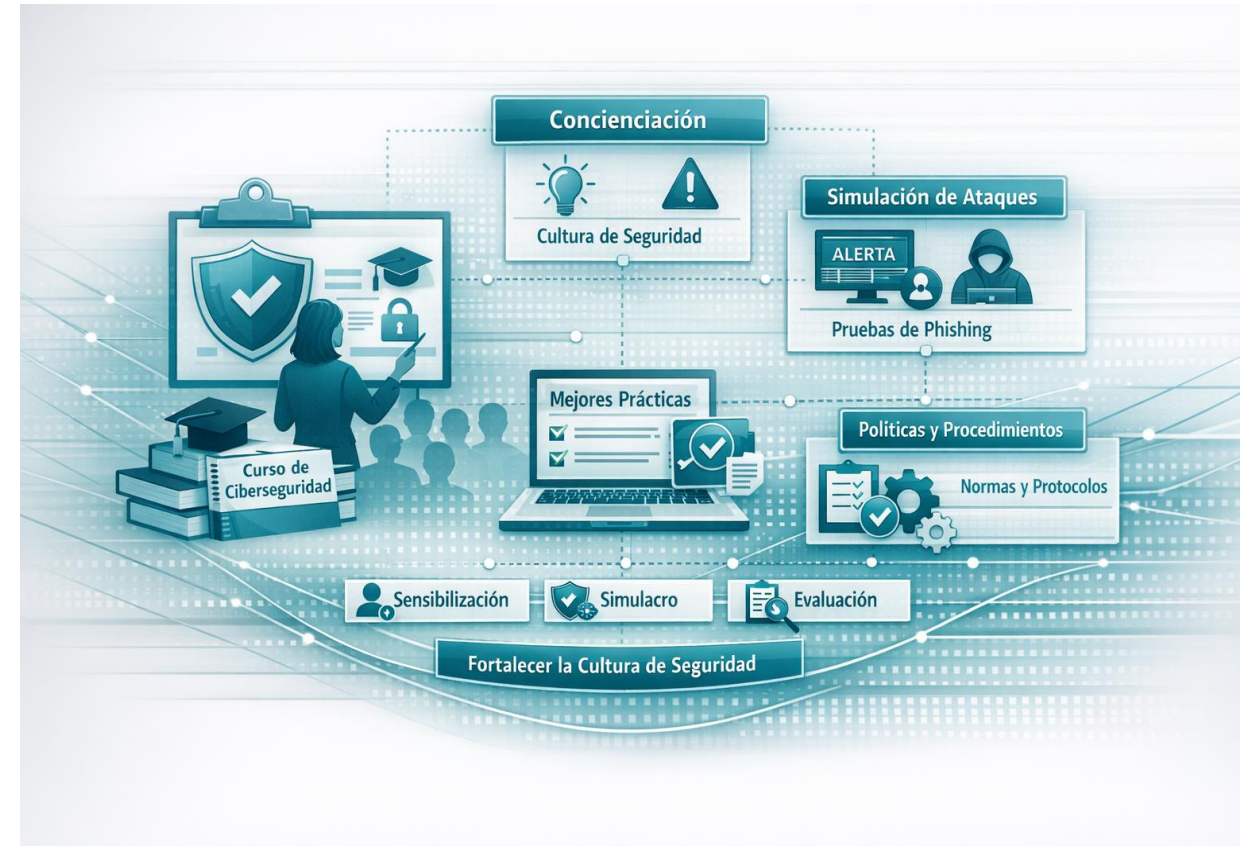 Concienciación
Cultura de Seguridad
Simulación de Ataques
ALERTA
Pruebas de Phishing
Mejores Prácticas
Politicas y Procedimientos
Normas y Protocolos
Curso de
Ciberseguridad
Sensibilización
Simulacro
Evaluación
Fortalecer la Cultura de Seguridad